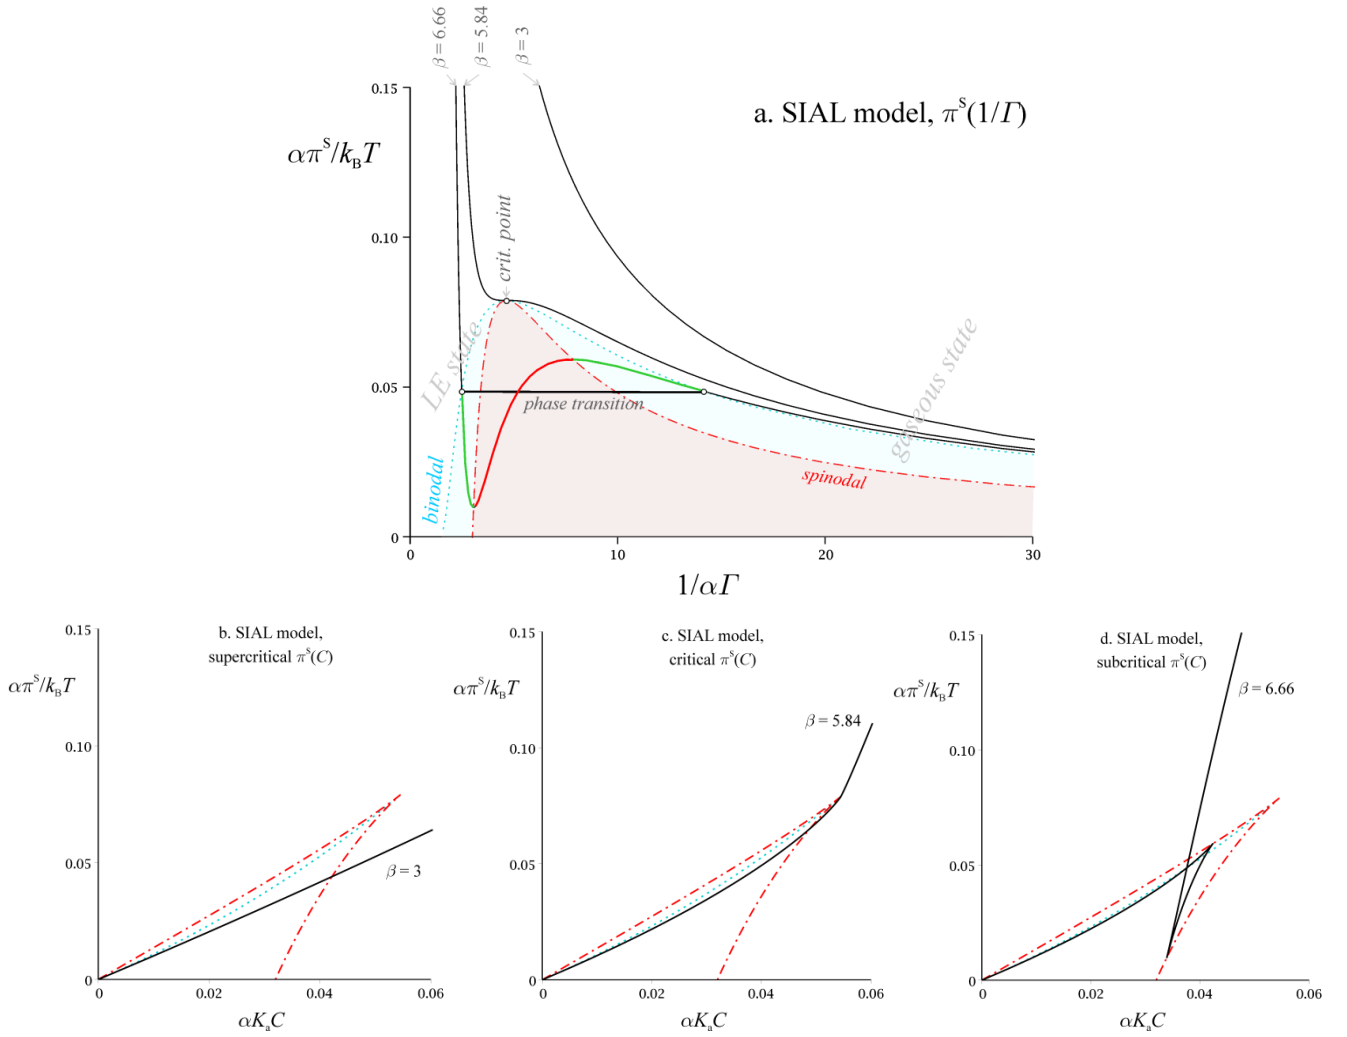 β = 6.66
β = 5.84
β = 3
0.15
a. SIAL model, πˢ(1/Γ)
απˢ/k_BT
crit. point
0.10
LE state
gaseous state
0.05
phase transition
binodal
spinodal
0
0
10
20
30
1/αΓ
0.15
b. SIAL model,
supercritical πˢ(C)
απˢ/k_BT
0.10
0.05
β = 3
0
0
0.02
0.04
0.06
αKₐC
0.15
c. SIAL model,
critical πˢ(C)
απˢ/k_BT
β = 5.84
0.10
0.05
0
0
0.02
0.04
0.06
αKₐC
0.15
d. SIAL model,
subcritical πˢ(C)
απˢ/k_BT
β = 6.66
0.10
0.05
0
0
0.02
0.04
0.06
αKₐC